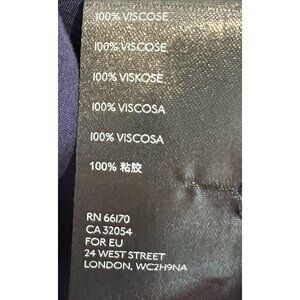 100% VISCOSE
100% VISCOSE
100% VISKOSE
100% VISCOSA
100% VISCOSA
100% 粘胶
RN 66170
CA 32054
FOR EU
24 WEST STREET
LONDON, WC2H9NA